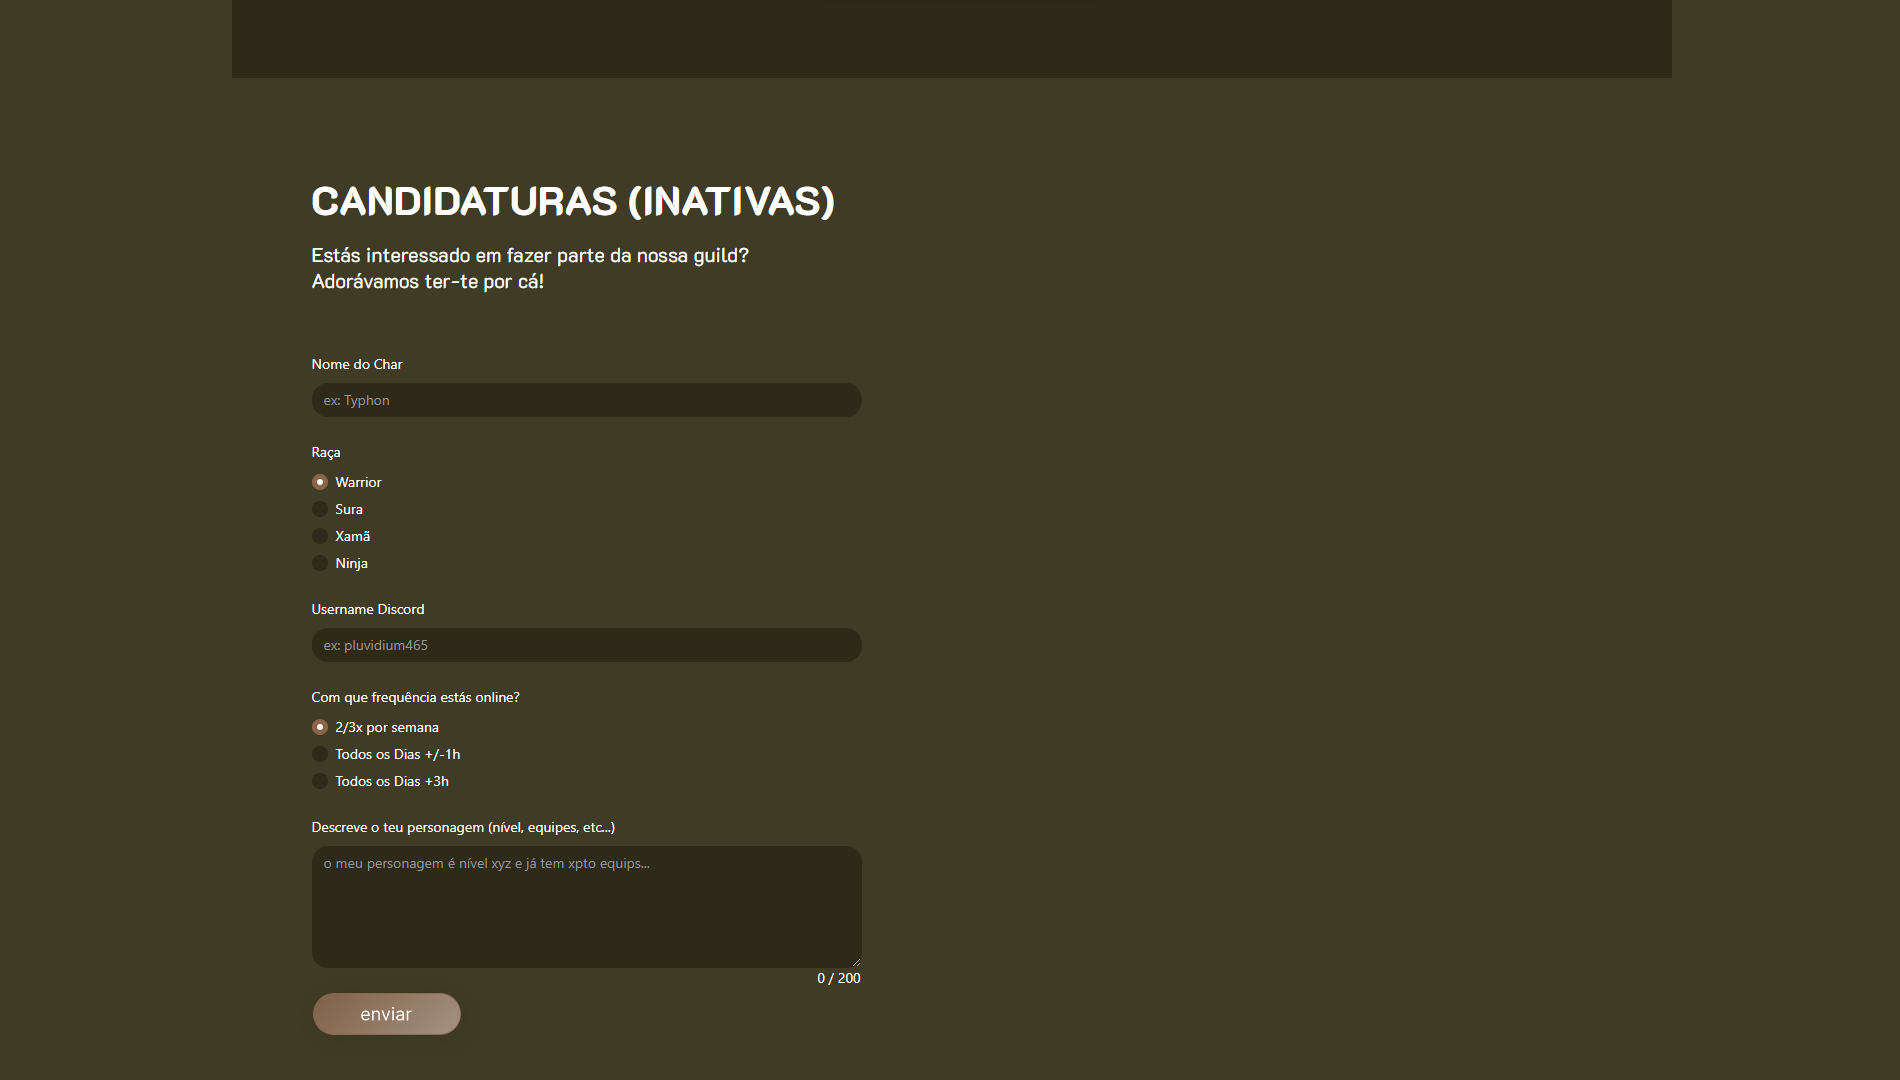 CANDIDATURAS (INATIVAS)
Estás interessado em fazer parte da nossa guild?
Adorávamos ter-te por cá!
Nome do Char
ex: Typhon
Raça
Warrior
Sura
Xamã
Ninja
Username Discord
ex: pluvidium465
Com que frequência estás online?
2/3x por semana
Todos os Dias +/-1h
Todos os Dias +3h
Descreve o teu personagem (nível, equipes, etc...)
o meu personagem é nível xyz e já tem xpto equips...
0 / 200
enviar